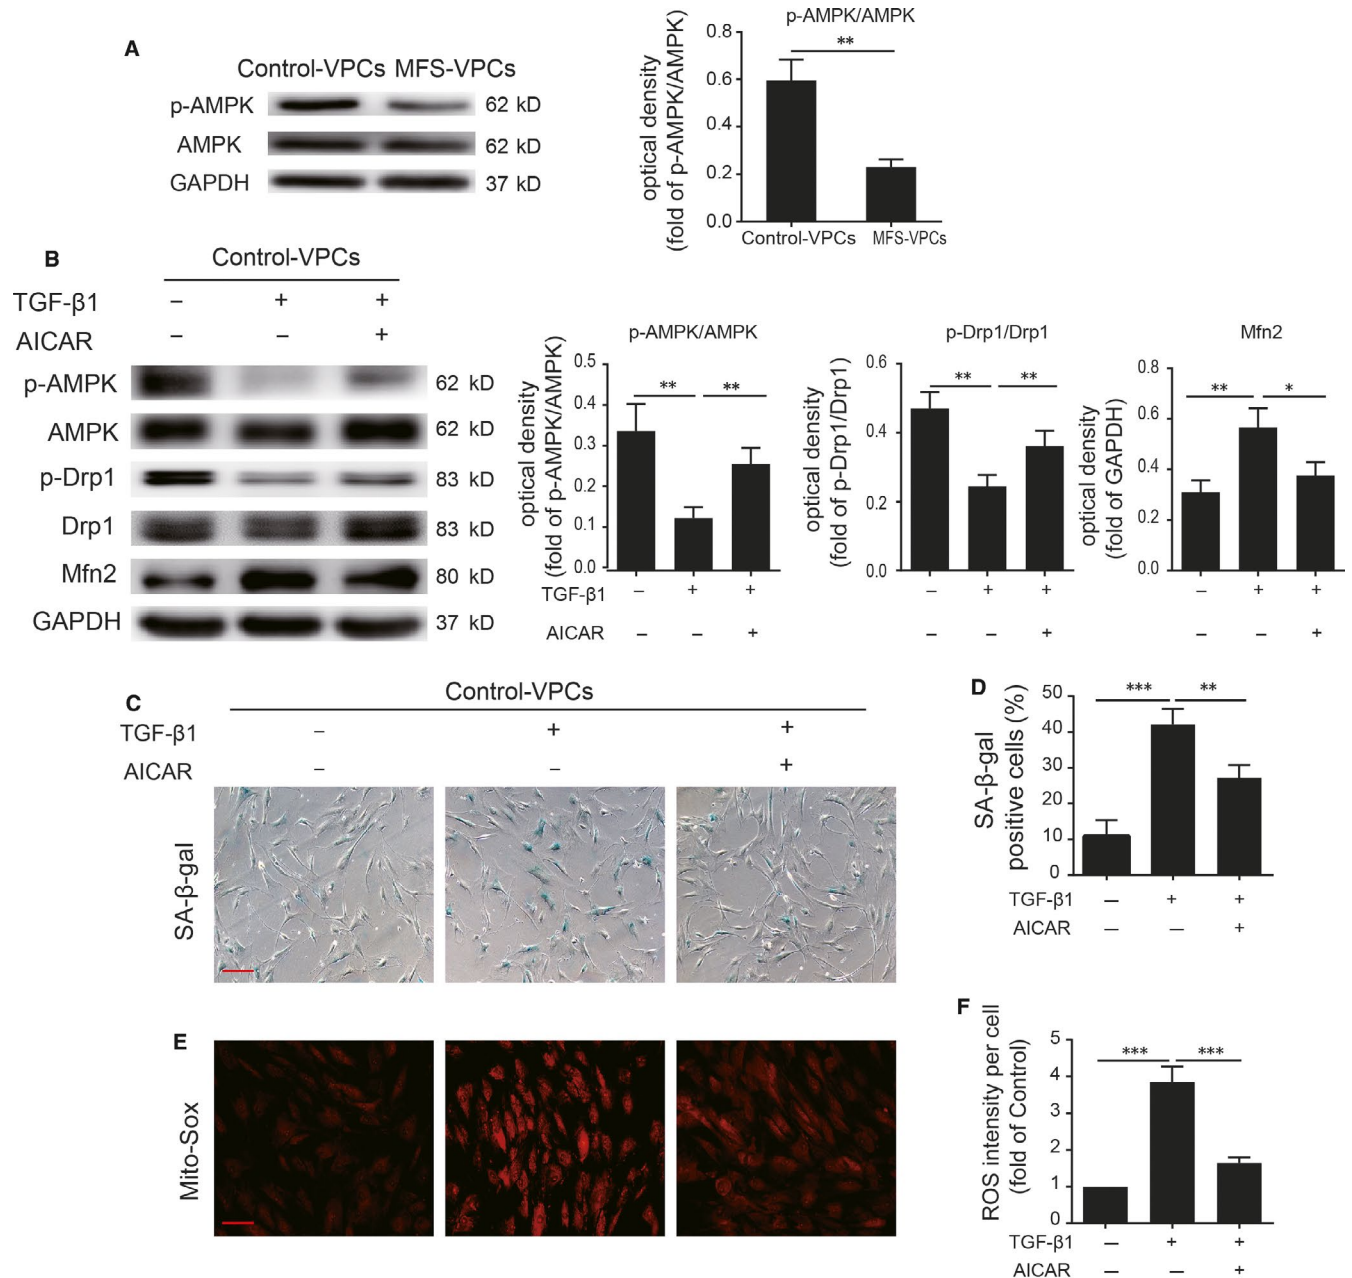 A
Control-VPCs MFS-VPCs
p-AMPK 62 kD
AMPK 62 kD
GAPDH 37 kD
p-AMPK/AMPK
optical density
(fold of p-AMPK/AMPK)
0.8
0.6
0.4
0.2
0.0
**
Control-VPCs MFS-VPCs
B
Control-VPCs
TGF-β1 – + +
AICAR – – +
p-AMPK 62 kD
AMPK 62 kD
p-Drp1 83 kD
Drp1 83 kD
Mfn2 80 kD
GAPDH 37 kD
p-AMPK/AMPK
optical density
(fold of p-AMPK/AMPK)
0.5
0.4
0.3
0.2
0.1
0.0
** **
TGF-β1 – + +
AICAR – – +
p-Drp1/Drp1
optical density
(fold of p-Drp1/Drp1)
0.6
0.4
0.2
0.0
** **
– + +
– – +
Mfn2
optical density
(fold of GAPDH)
0.8
0.6
0.4
0.2
0.0
** *
– + +
– – +
C
Control-VPCs
TGF-β1 – + +
AICAR – – +
SA-β-gal
D
SA-β-gal
positive cells (%)
50
40
30
20
10
0
*** **
TGF-β1 – + +
AICAR – – +
E
Mito-Sox
F
ROS intensity per cell
(fold of Control)
5
4
3
2
1
0
*** ***
TGF-β1 – + +
AICAR – – +